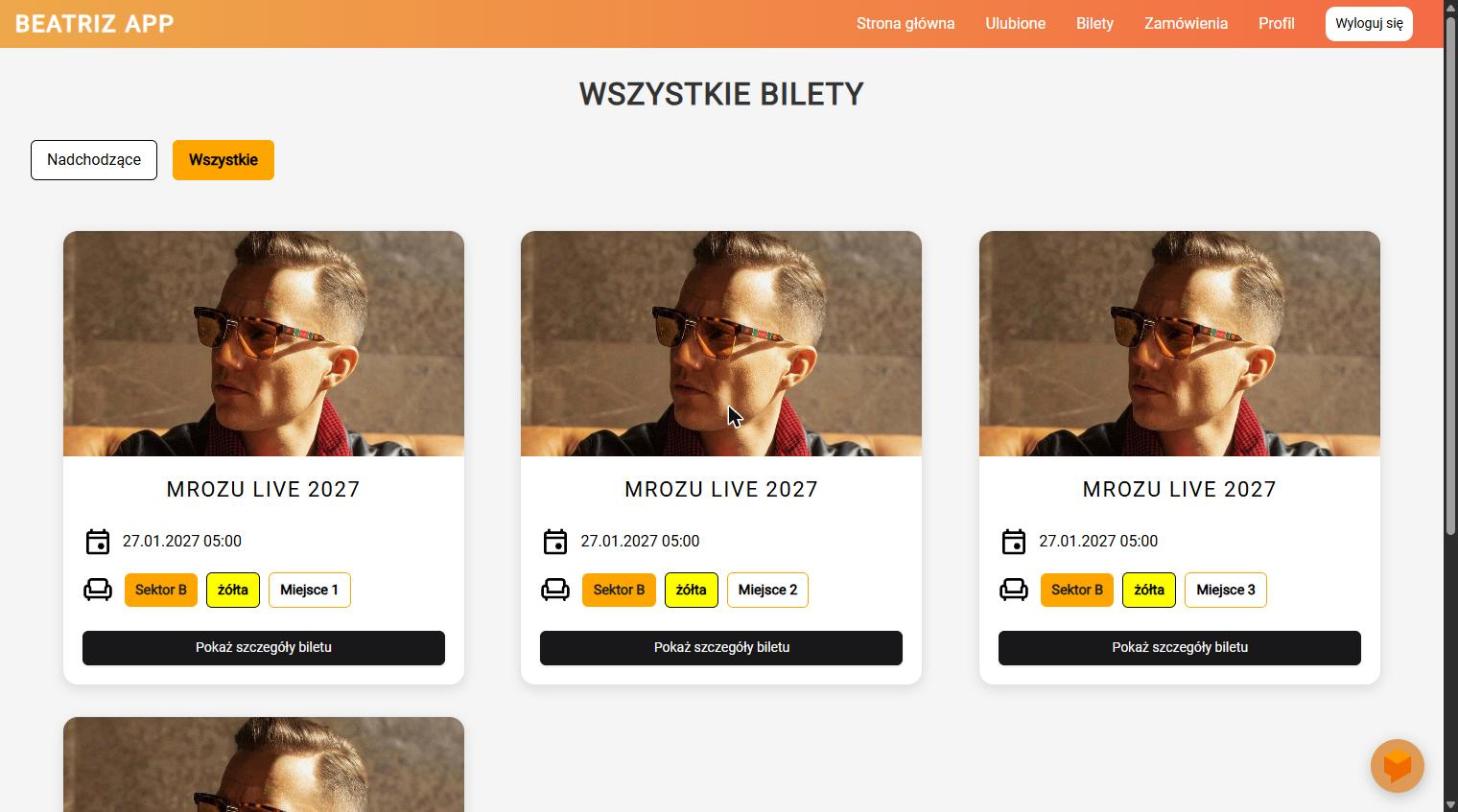 BEATRIZ APP
Strona główna Ulubione Bilety Zamówienia Profil Wyloguj się
WSZYSTKIE BILETY
Nadchodzące Wszystkie
MROZU LIVE 2027
27.01.2027 05:00
Sektor B żółta Miejsce 1
Pokaż szczegóły biletu
MROZU LIVE 2027
27.01.2027 05:00
Sektor B żółta Miejsce 2
Pokaż szczegóły biletu
MROZU LIVE 2027
27.01.2027 05:00
Sektor B żółta Miejsce 3
Pokaż szczegóły biletu